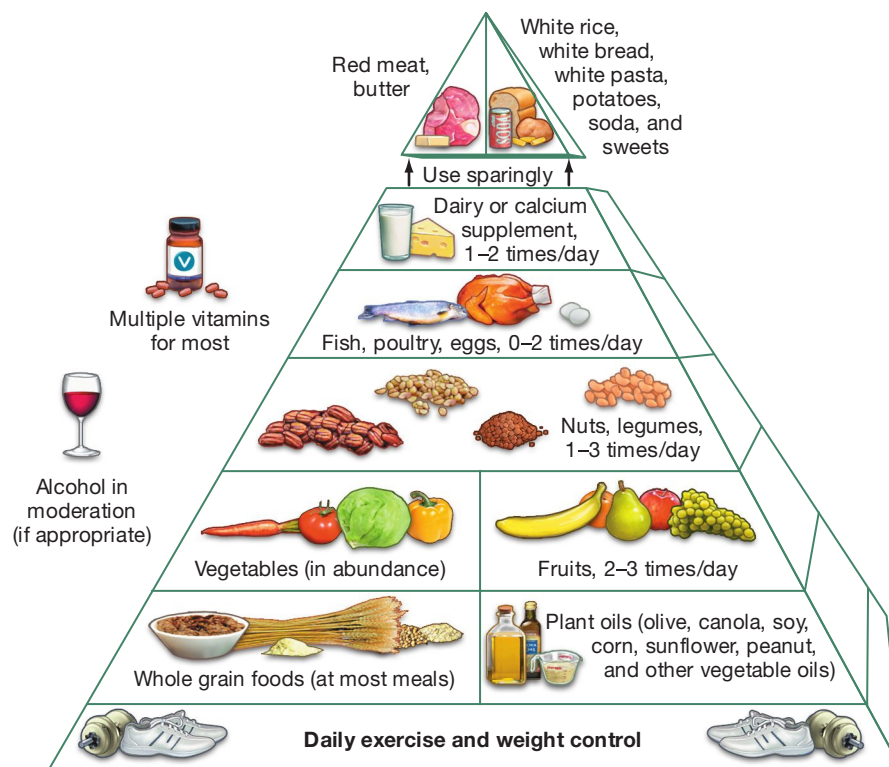 White rice,
white bread,
white pasta,
potatoes,
soda, and
sweets
Red meat,
butter
SODA
Use sparingly
Dairy or calcium
supplement,
1–2 times/day
V
Multiple vitamins
for most
Fish, poultry, eggs, 0–2 times/day
Nuts, legumes,
1–3 times/day
Alcohol in
moderation
(if appropriate)
Vegetables (in abundance)
Fruits, 2–3 times/day
Whole grain foods (at most meals)
Plant oils (olive, canola, soy,
corn, sunflower, peanut,
and other vegetable oils)
Daily exercise and weight control